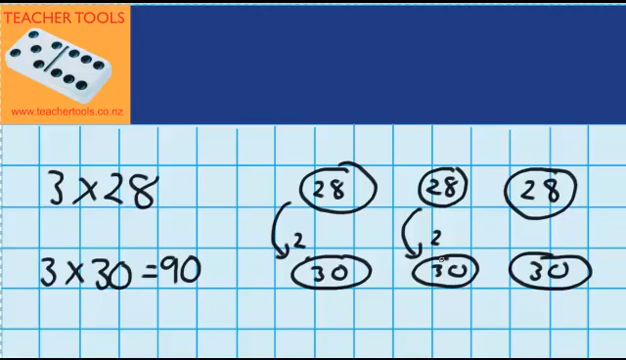 TEACHER TOOLS
www.teachertools.co.nz
3 x 28
28 28 28
2 2
3 x 30 = 90
30 30 30